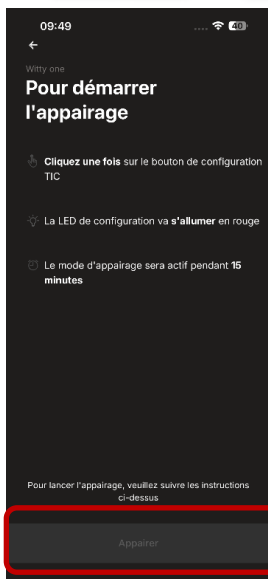 09:49
40
Witty one
Pour démarrer
l'appairage
Cliquez une fois sur le bouton de configuration
TIC
La LED de configuration va s'allumer en rouge
Le mode d'appairage sera actif pendant 15
minutes
Pour lancer l'appairage, veuillez suivre les instructions
ci-dessus
Appairer